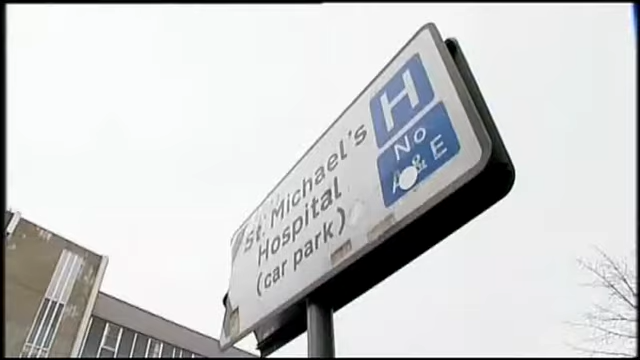 St. Michael's
Hospital
(car park)
H
No
A&E